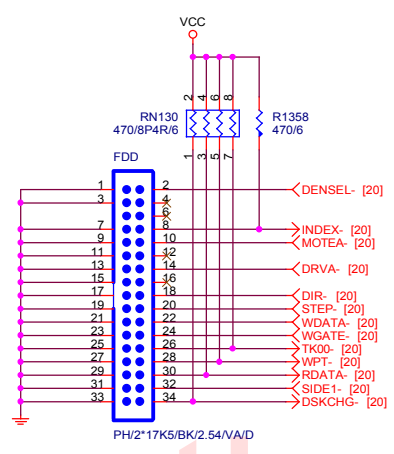 VCC
2 4 6 8
RN130
470/8P4R/6
R1358
470/6
1 3 5 7
FDD
1 2 DENSEL- [20]
3 4
6
7 8 INDEX- [20]
9 10 MOTEA- [20]
11 12
13 14 DRVA- [20]
15 16
17 18 DIR- [20]
19 20 STEP- [20]
21 22 WDATA- [20]
23 24 WGATE- [20]
25 26 TK00- [20]
27 28 WPT- [20]
29 30 RDATA- [20]
31 32 SIDE1- [20]
33 34 DSKCHG- [20]
PH/2*17K5/BK/2.54/VA/D